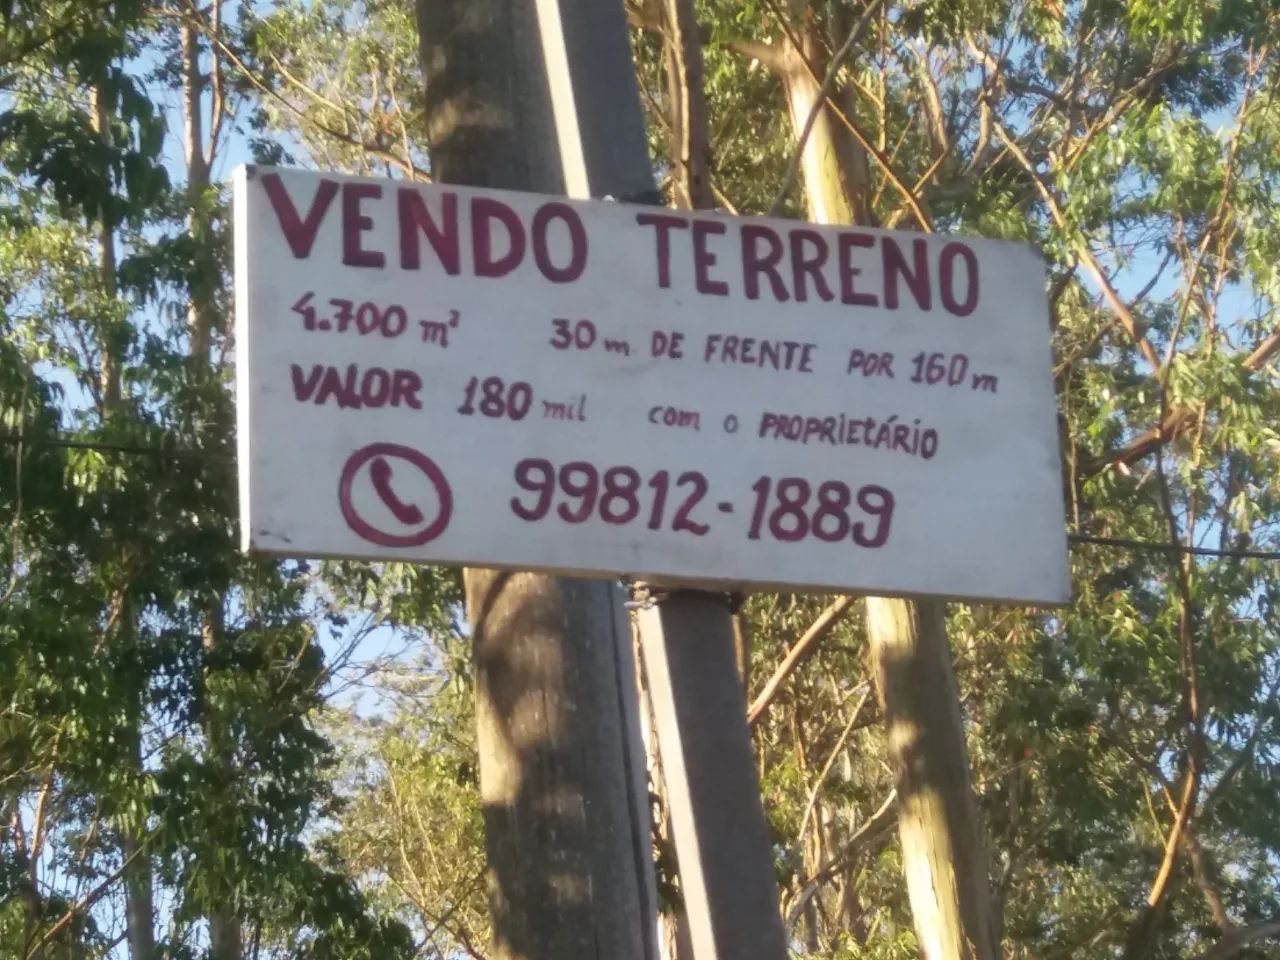 VENDO TERRENO
4.700 m² 30 m. DE FRENTE POR 160 m
VALOR 180 mil com o PROPRIETÁRIO
99812-1889